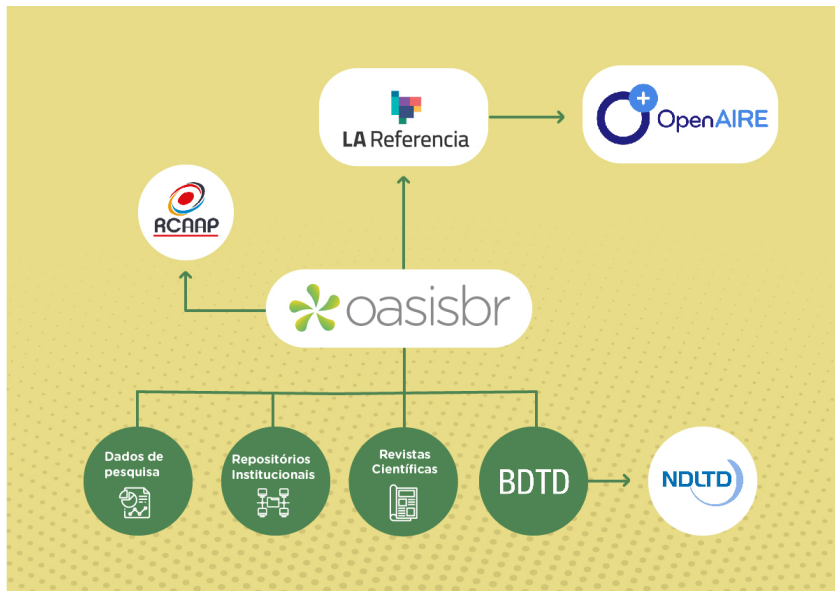 LA Referencia
OpenAIRE
RCAAP
oasisbr
Dados de
pesquisa
Repositórios
Institucionais
Revistas
Científicas
BDTD
NDLTD